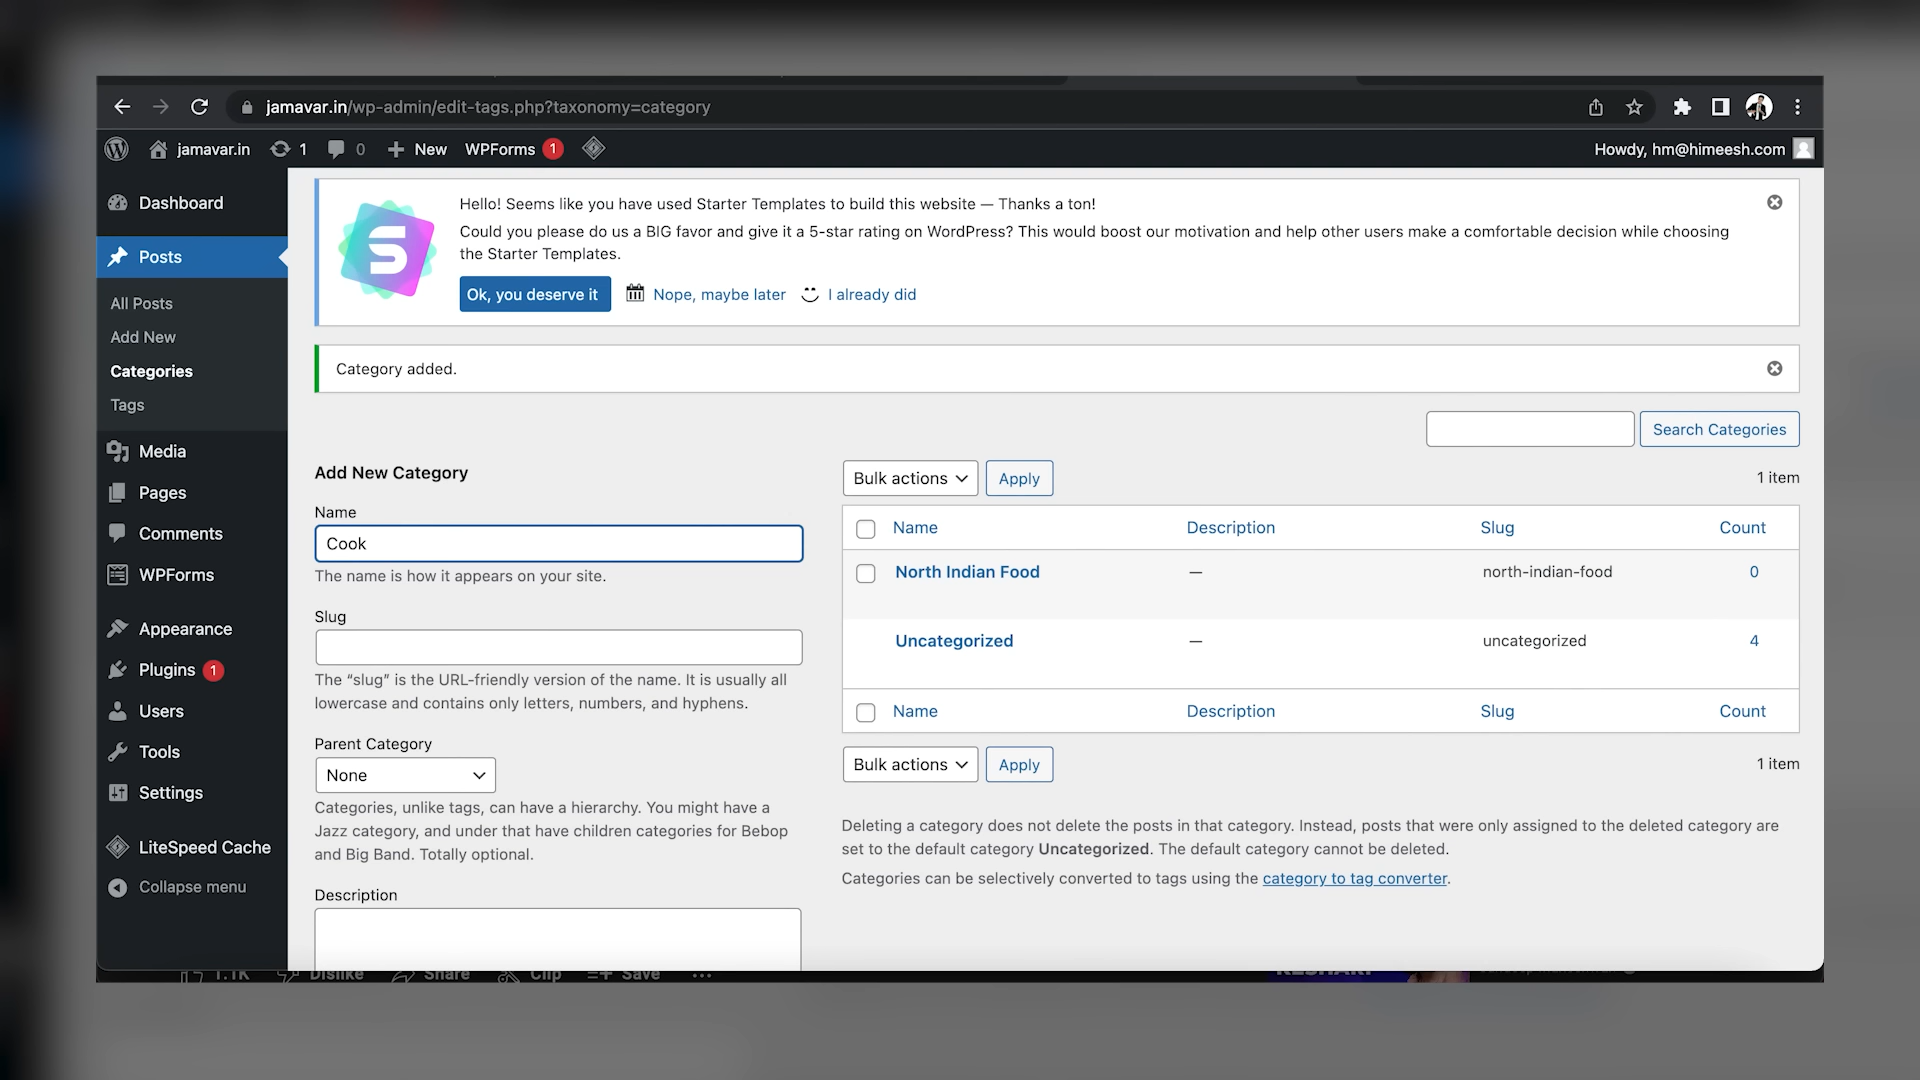 jamavar.in/wp-admin/edit-tags.php?taxonomy=category
jamavar.in 1 0 New WPForms 1 Howdy, hm@himeesh.com
Dashboard
Posts
All Posts
Add New
Categories
Tags
Media
Pages
Comments
WPForms
Appearance
Plugins 1
Users
Tools
Settings
LiteSpeed Cache
Collapse menu
Hello! Seems like you have used Starter Templates to build this website — Thanks a ton!
Could you please do us a BIG favor and give it a 5-star rating on WordPress? This would boost our motivation and help other users make a comfortable decision while choosing
the Starter Templates.
Ok, you deserve it Nope, maybe later I already did
Category added.
Search Categories
Add New Category
Name
Cook
The name is how it appears on your site.
Slug
The “slug” is the URL-friendly version of the name. It is usually all
lowercase and contains only letters, numbers, and hyphens.
Parent Category
None
Categories, unlike tags, can have a hierarchy. You might have a
Jazz category, and under that have children categories for Bebop
and Big Band. Totally optional.
Description
Bulk actions Apply 1 item
Name Description Slug Count
North Indian Food — north-indian-food 0
Uncategorized — uncategorized 4
Name Description Slug Count
Bulk actions Apply 1 item
Deleting a category does not delete the posts in that category. Instead, posts that were only assigned to the deleted category are
set to the default category Uncategorized. The default category cannot be deleted.
Categories can be selectively converted to tags using the category to tag converter.
1.1K Dislike Share Clip Save ...